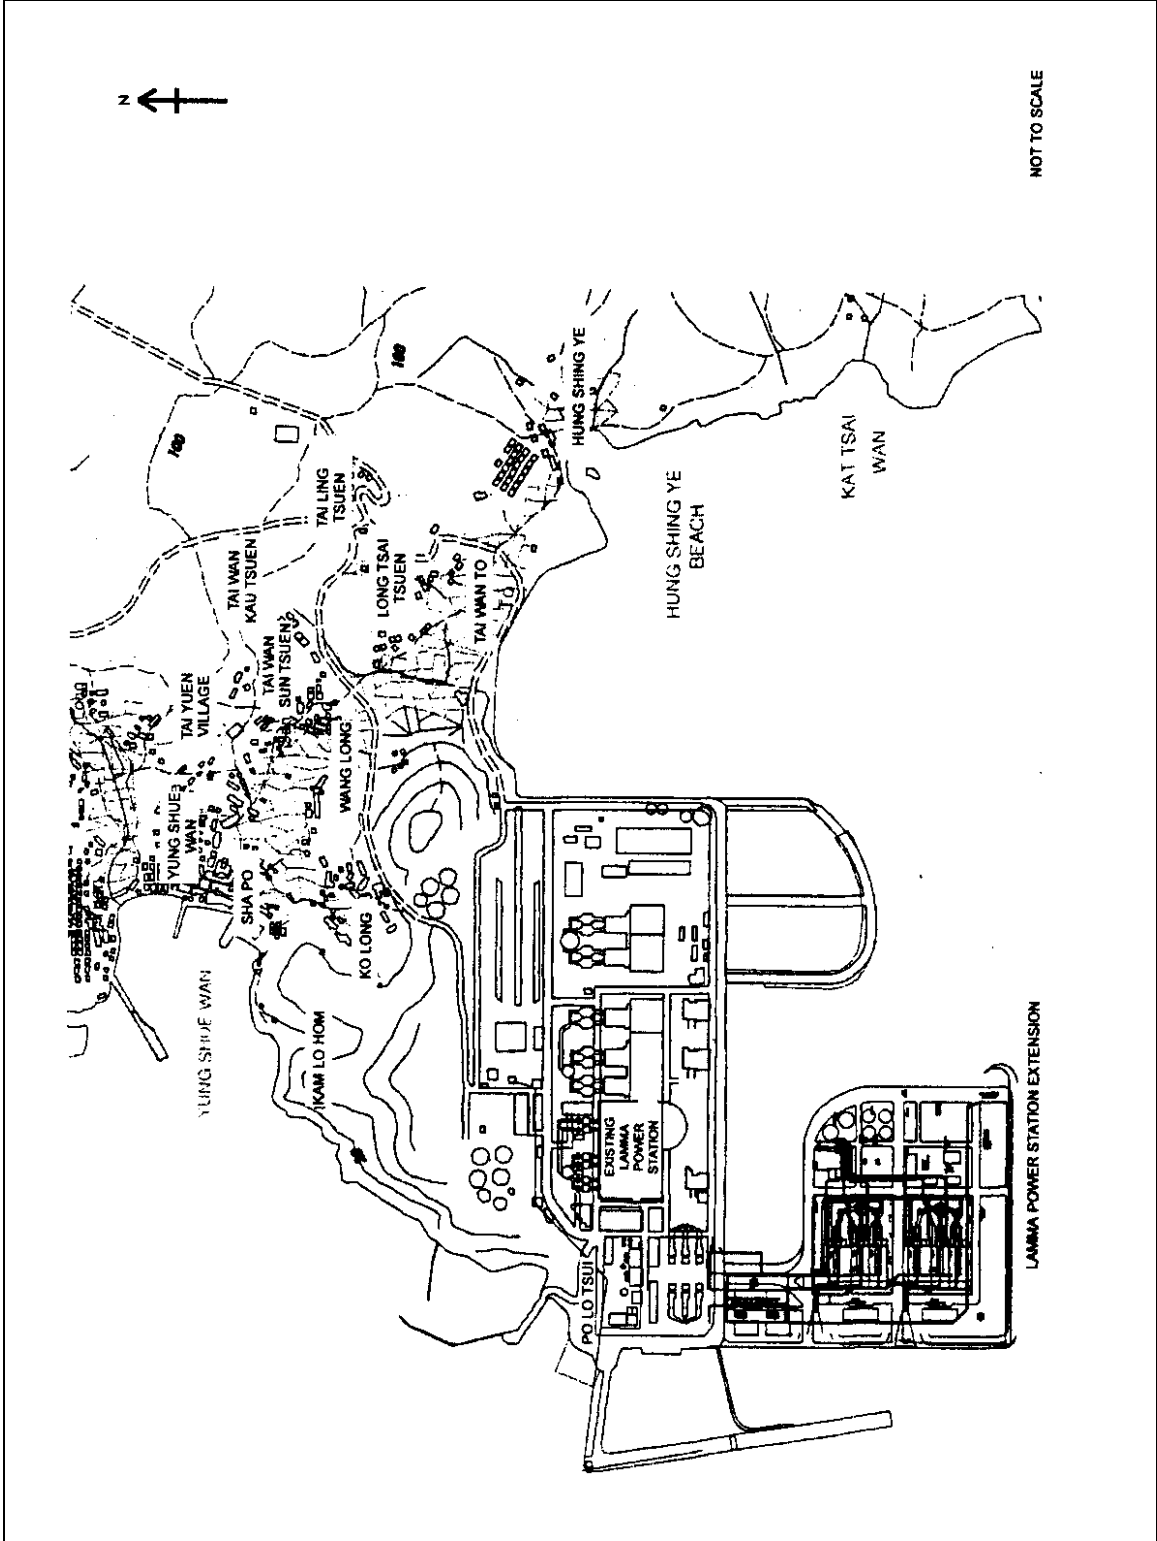 N
NOT TO SCALE
100
100
HUNG SHING YE
TAI LING
TSUEN
KAT TSAI
WAN
TAI WAN
KAU TSUEN
LONG TSAI
TSUEN
TAI WAN TO
HUNG SHING YE
BEACH
TAI WAN
SUN TSUEN
TAI YUEN
VILLAGE
WANG LONG
YUNG SHUE
WAN
SHA PO
KO LONG
YUNG SHUE WAN
KAM LO HOM
EXISTING
LAMMA
POWER
STATION
PO LO TSUI
LAMMA POWER STATION EXTENSION